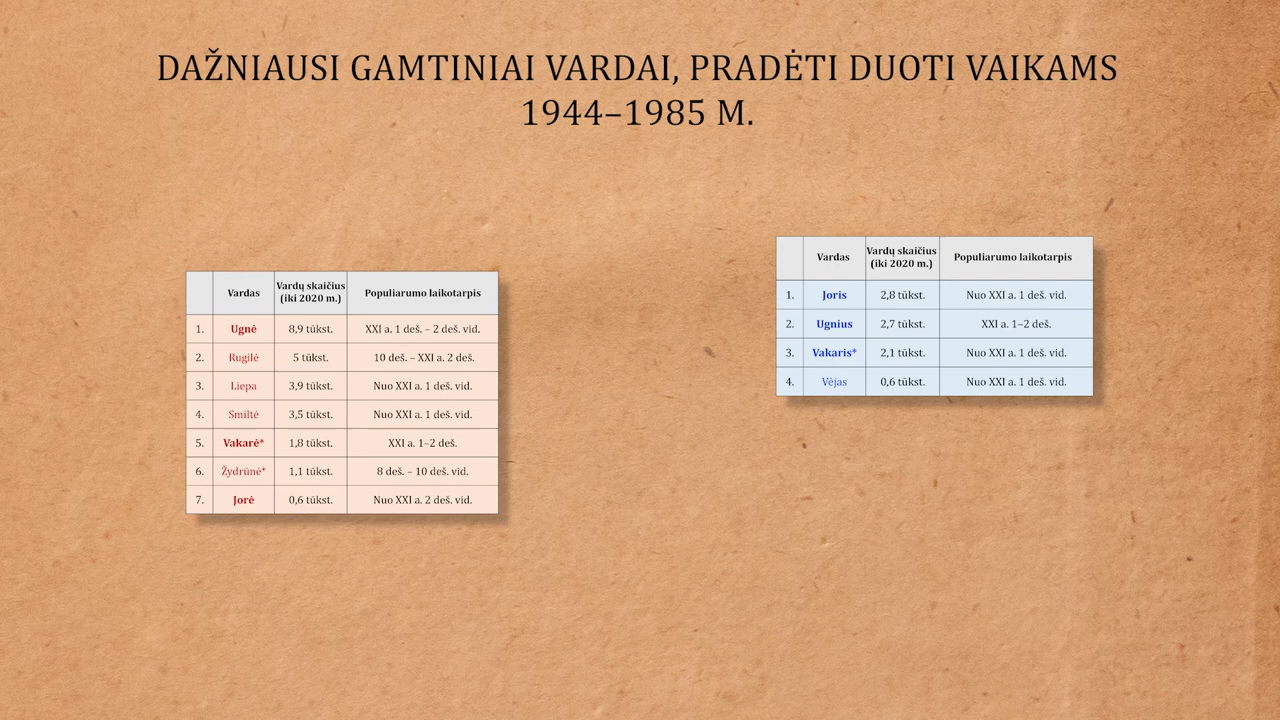 DAŽNIAUSI GAMTINIAI VARDAI, PRADĖTI DUOTI VAIKAMS
1944–1985 M.
Vardas Vardų skaičius (iki 2020 m.) Populiarumo laikotarpis
1. Ugnė 8,9 tūkst. XXI a. 1 deš. – 2 deš. vid.
2. Rugilė 5 tūkst. 10 deš. – XXI a. 2 deš.
3. Liepa 3,9 tūkst. Nuo XXI a. 1 deš. vid.
4. Smiltė 3,5 tūkst. Nuo XXI a. 1 deš. vid.
5. Vakarė* 1,8 tūkst. XXI a. 1–2 deš.
6. Žydrūnė* 1,1 tūkst. 8 deš. – 10 deš. vid.
7. Jorė 0,6 tūkst. Nuo XXI a. 2 deš. vid.
Vardas Vardų skaičius (iki 2020 m.) Populiarumo laikotarpis
1. Joris 2,8 tūkst. Nuo XXI a. 1 deš. vid.
2. Ugnius 2,7 tūkst. XXI a. 1–2 deš.
3. Vakaris* 2,1 tūkst. Nuo XXI a. 1 deš. vid.
4. Vėjas 0,6 tūkst. Nuo XXI a. 1 deš. vid.